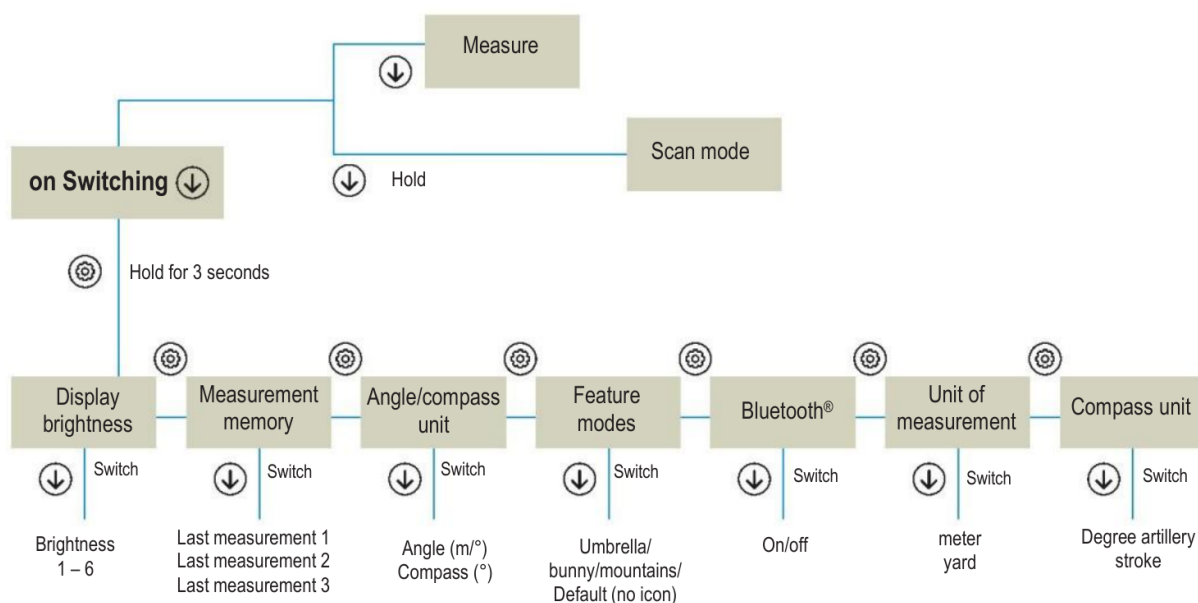 Measure
Scan mode
on Switching
Hold
Hold for 3 seconds
Display
brightness
Measurement
memory
Angle/compass
unit
Feature
modes
Bluetooth®
Unit of
measurement
Compass unit
Switch
Switch
Switch
Switch
Switch
Switch
Switch
Brightness
1 – 6
Last measurement 1
Last measurement 2
Last measurement 3
Angle (m/°)
Compass (°)
Umbrella/
bunny/mountains/
Default (no icon)
On/off
meter
yard
Degree artillery
stroke